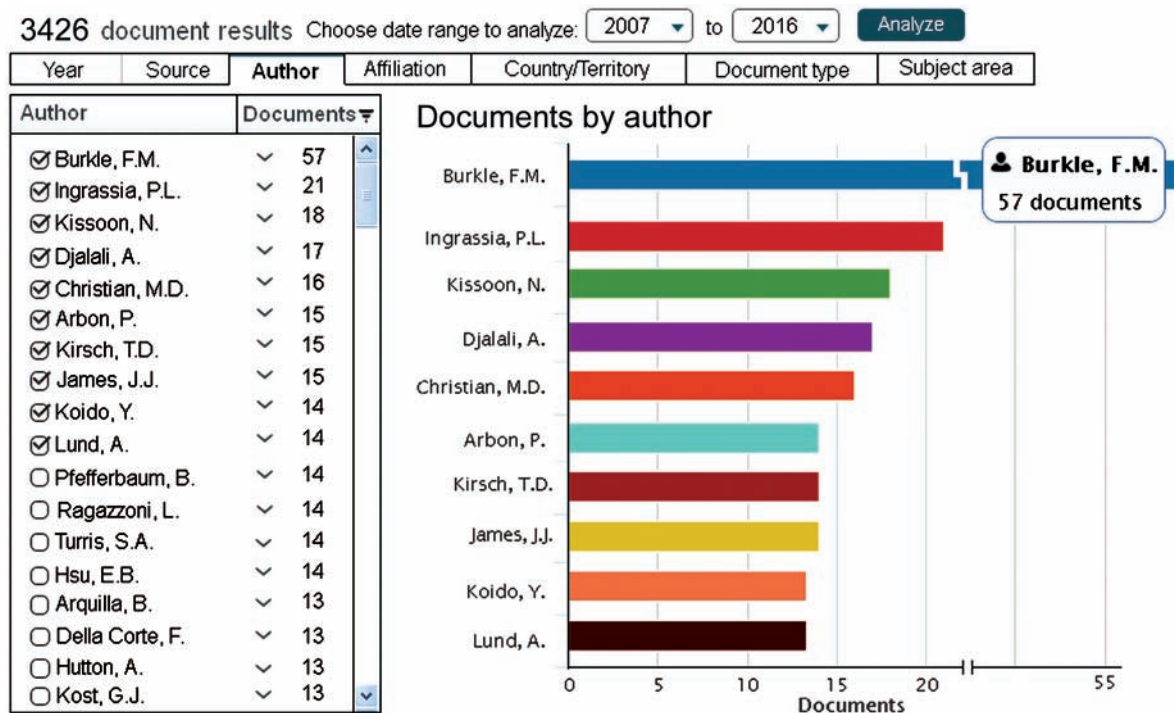 3426 document results Choose date range to analyze: 2007 to 2016 Analyze
Year Source Author Affiliation Country/Territory Document type Subject area
Author Documents
Burkle, F.M. 57
Ingrassia, P.L. 21
Kissoon, N. 18
Djalali, A. 17
Christian, M.D. 16
Arbon, P. 15
Kirsch, T.D. 15
James, J.J. 15
Koido, Y. 14
Lund, A. 14
Pfefferbaum, B. 14
Ragazzoni, L. 14
Turris, S.A. 14
Hsu, E.B. 14
Arquilla, B. 13
Della Corte, F. 13
Hutton, A. 13
Kost, G.J. 13
Documents by author
Burkle, F.M.
Burkle, F.M.
57 documents
Ingrassia, P.L.
Kissoon, N.
Djalali, A.
Christian, M.D.
Arbon, P.
Kirsch, T.D.
James, J.J.
Koido, Y.
Lund, A.
0 5 10 15 20 55
Documents